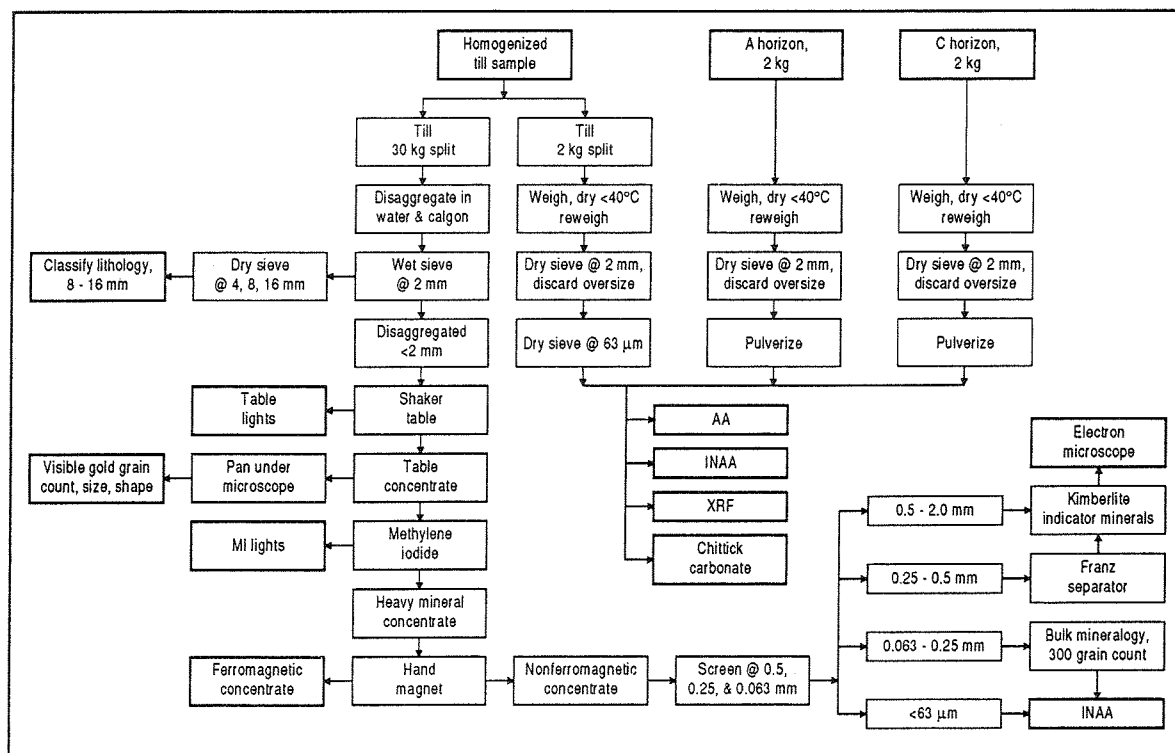 Homogenized
till sample
A horizon,
2 kg
C horizon,
2 kg
Till
30 kg split
Till
2 kg split
Disaggregate in
water & calgon
Weigh, dry <40°C
reweigh
Weigh, dry <40°C
reweigh
Weigh, dry <40°C
reweigh
Classify lithology,
8 - 16 mm
Dry sieve
@ 4, 8, 16 mm
Wet sieve
@ 2 mm
Dry sieve @ 2 mm,
discard oversize
Dry sieve @ 2 mm,
discard oversize
Dry sieve @ 2 mm,
discard oversize
Disaggregated
<2 mm
Dry sieve @ 63 µm
Pulverize
Pulverize
Table
lights
Shaker
table
AA
Visible gold grain
count, size, shape
Pan under
microscope
Table
concentrate
INAA
Electron
microscope
XRF
0.5 - 2.0 mm
Kimberlite
indicator minerals
MI lights
Methylene
iodide
Chittick
carbonate
0.25 - 0.5 mm
Franz
separator
Heavy mineral
concentrate
0.063 - 0.25 mm
Bulk mineralogy,
300 grain count
Ferromagnetic
concentrate
Hand
magnet
Nonferromagnetic
concentrate
Screen @ 0.5,
0.25, & 0.063 mm
<63 µm
INAA